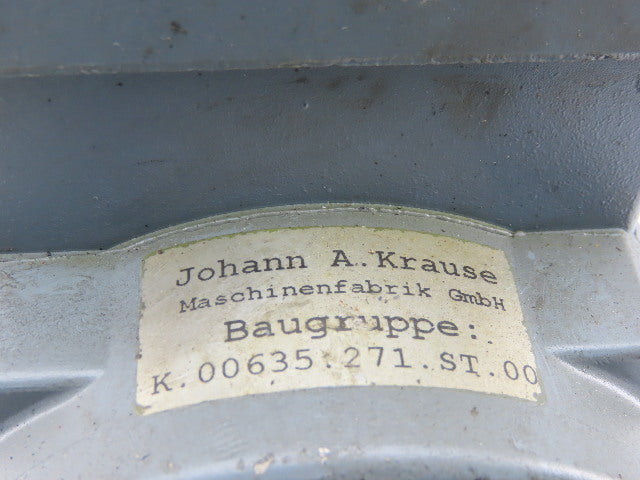 Johann A. Krause
Maschinenfabrik GmbH
Baugruppe:
K.00635.271.ST.00